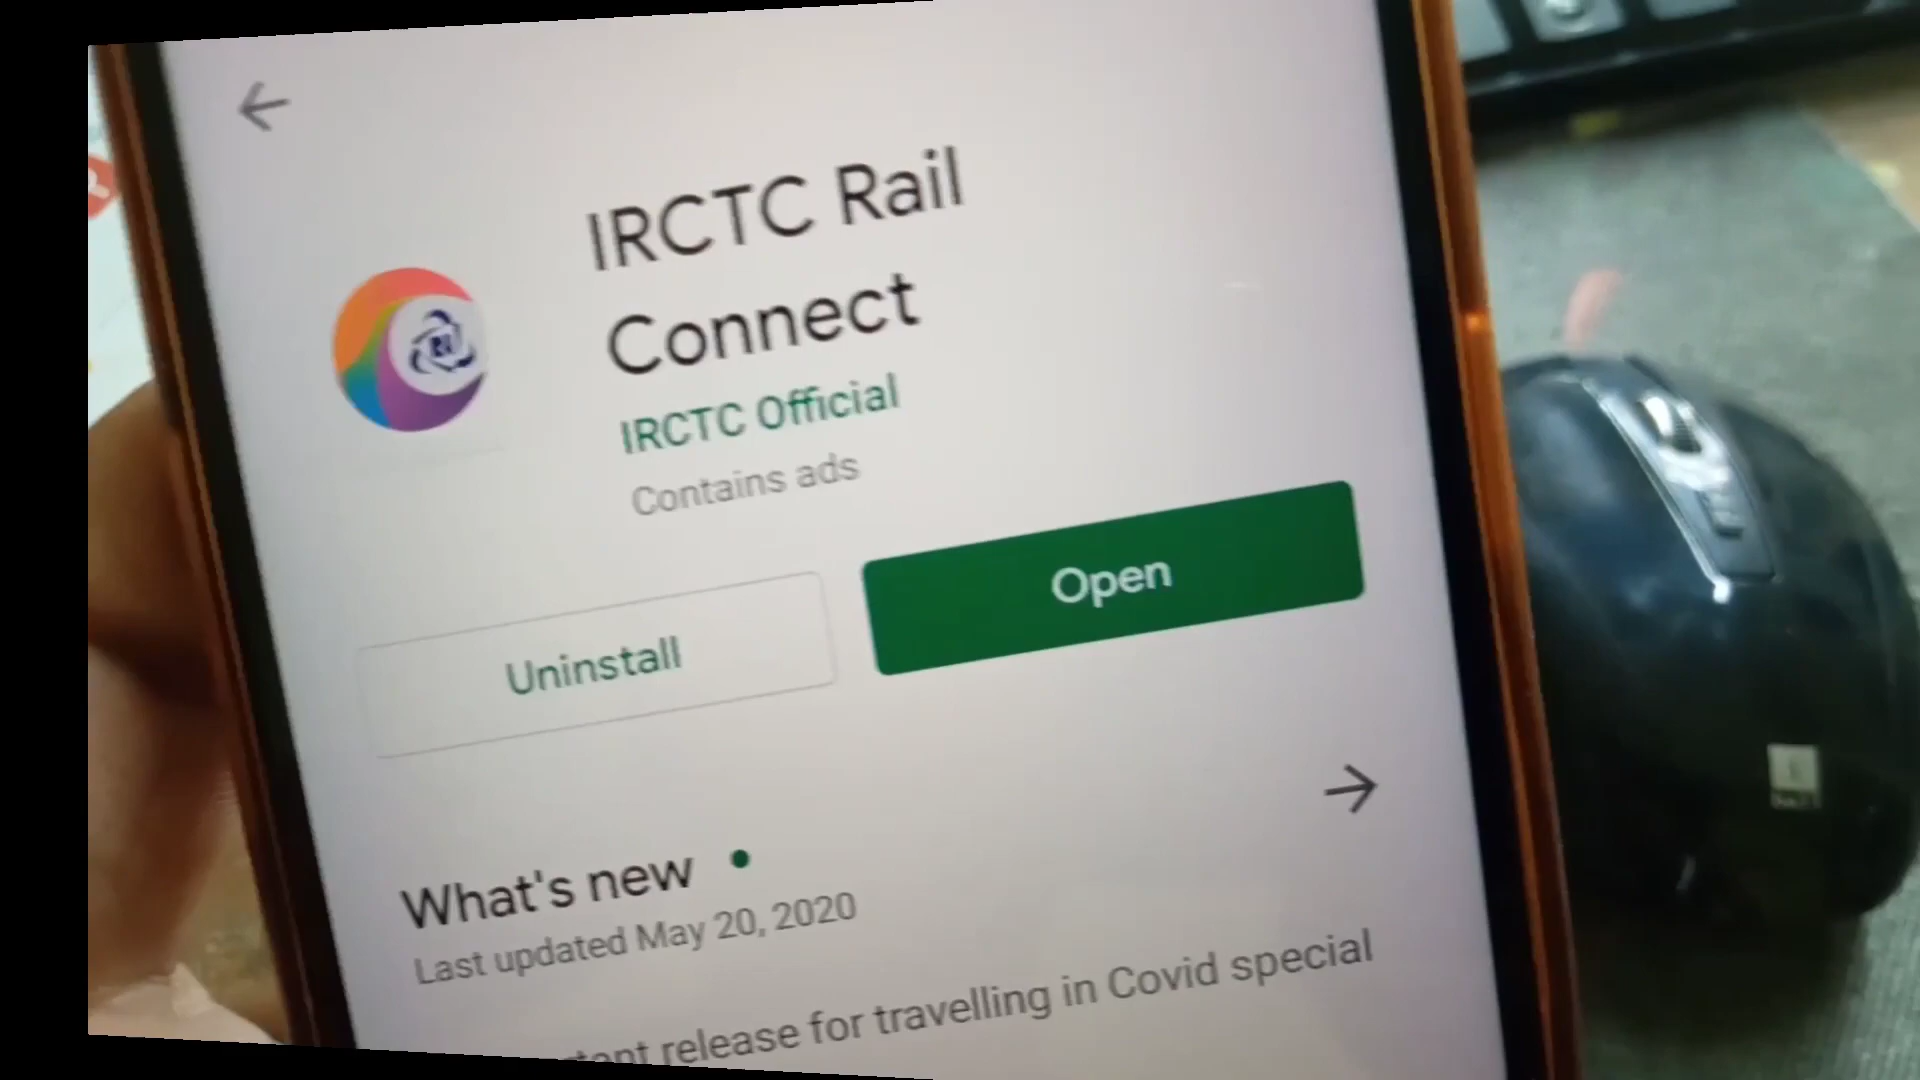 IRCTC Rail
Connect
IRCTC Official
Contains ads
Uninstall
Open
What's new
Last updated May 20, 2020
release for travelling in Covid special